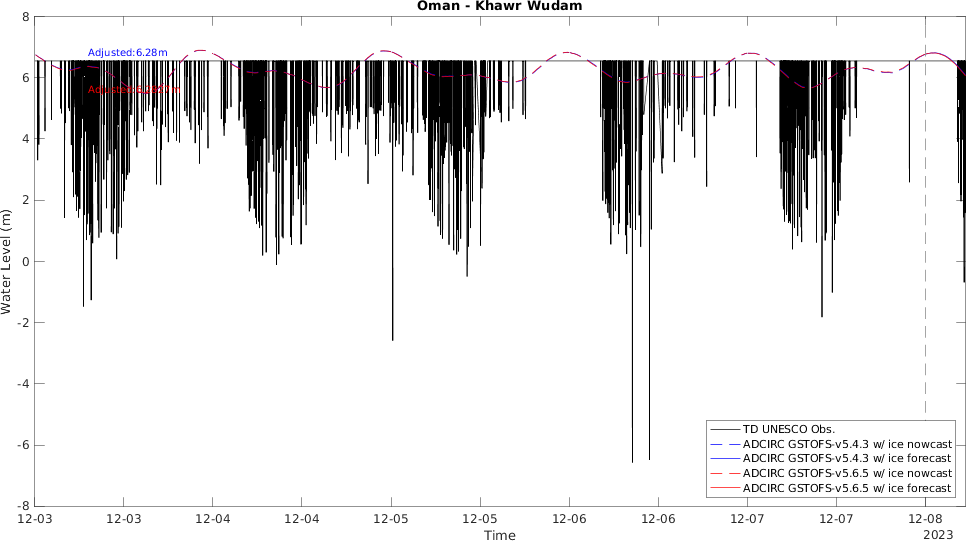 Oman - Khawr Wudam
Adjusted:6.28m
8
6
4
2
0
-2
-4
-6
-8
Water Level (m)
TD UNESCO Obs.
ADCIRC GSTOFS-v5.4.3 w/ ice nowcast
ADCIRC GSTOFS-v5.4.3 w/ ice forecast
ADCIRC GSTOFS-v5.6.5 w/ ice nowcast
ADCIRC GSTOFS-v5.6.5 w/ ice forecast
12-03 12-03 12-04 12-04 12-05 12-05 12-06 12-06 12-07 12-07 12-08
Time
2023